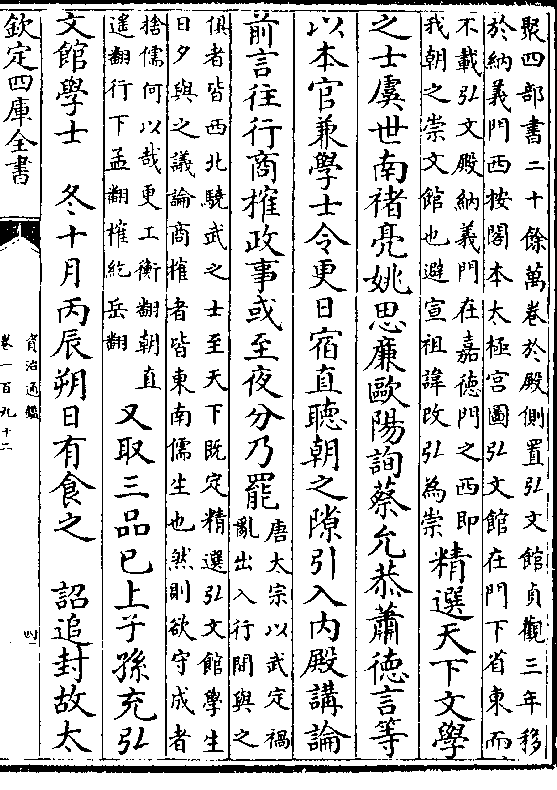 聚四部書二十餘萬卷於殿側置弘文館貞觀三年移
於納義門西按閣本太極宮圖弘文館在門下省東而
不載弘文殿納義門在嘉德門之西即
我朝之崇文館也避宣祖諱改弘為崇
精選天下文學
之士虞世南褚亮姚思廉歐陽詢蔡允恭蕭德言等
以本官兼學士令更日宿直聽朝之隙引入內殿講論
前言往行商榷政事或至夜分乃罷
唐太宗以武定禍
亂出入行間與之
俱者皆西北驍武之士至天下既定精選弘文館學生
日夕與之議論商榷者皆東南儒生也然則欲守成者
捨儒何以哉更工衡翻朝直
遙翻行下孟翻榷訖岳翻
又取三品已上子孫充弘
文館學士 冬十月丙辰朔日有食之 詔追封故太
欽定四庫全書
資治通鑑
卷一百九十二
四